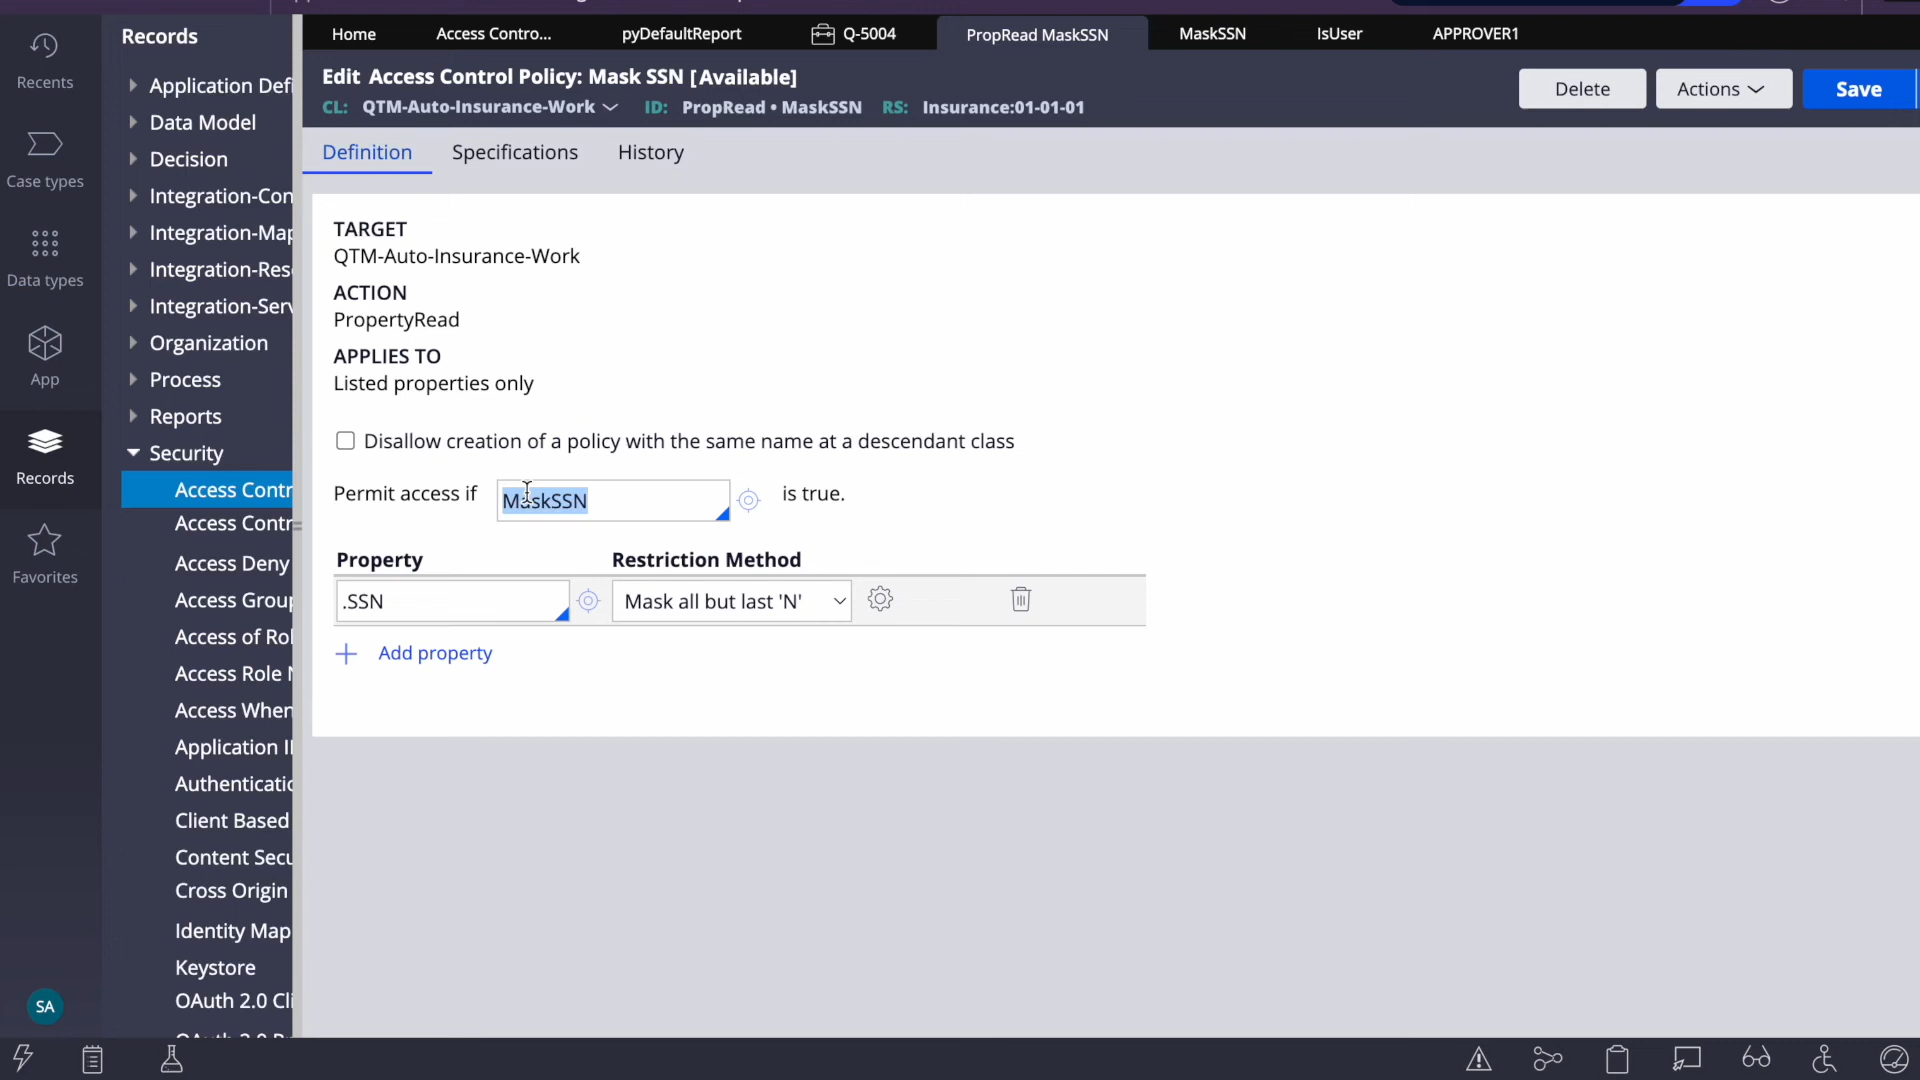 Home
Access Contro...
pyDefaultReport
Q-5004
PropRead MaskSSN
MaskSSN
IsUser
APPROVER1
Edit Access Control Policy: Mask SSN [Available]
CL: QTM-Auto-Insurance-Work ID: PropRead • MaskSSN RS: Insurance:01-01-01
Delete
Actions
Save
Definition
Specifications
History
Recents
Case types
Data types
App
Records
Favorites
SA
Records
Application Defi
Data Model
Decision
Integration-Con
Integration-Map
Integration-Res
Integration-Serv
Organization
Process
Reports
Security
Access Contr
Access Contr
Access Deny
Access Group
Access of Rol
Access Role N
Access When
Application
Authenticatic
Client Based
Content Secu
Cross Origin
Identity Map
Keystore
OAuth 2.0 Cli
TARGET
QTM-Auto-Insurance-Work
ACTION
PropertyRead
APPLIES TO
Listed properties only
Disallow creation of a policy with the same name at a descendant class
Permit access if MaskSSN is true.
Property Restriction Method
.SSN Mask all but last 'N'
Add property